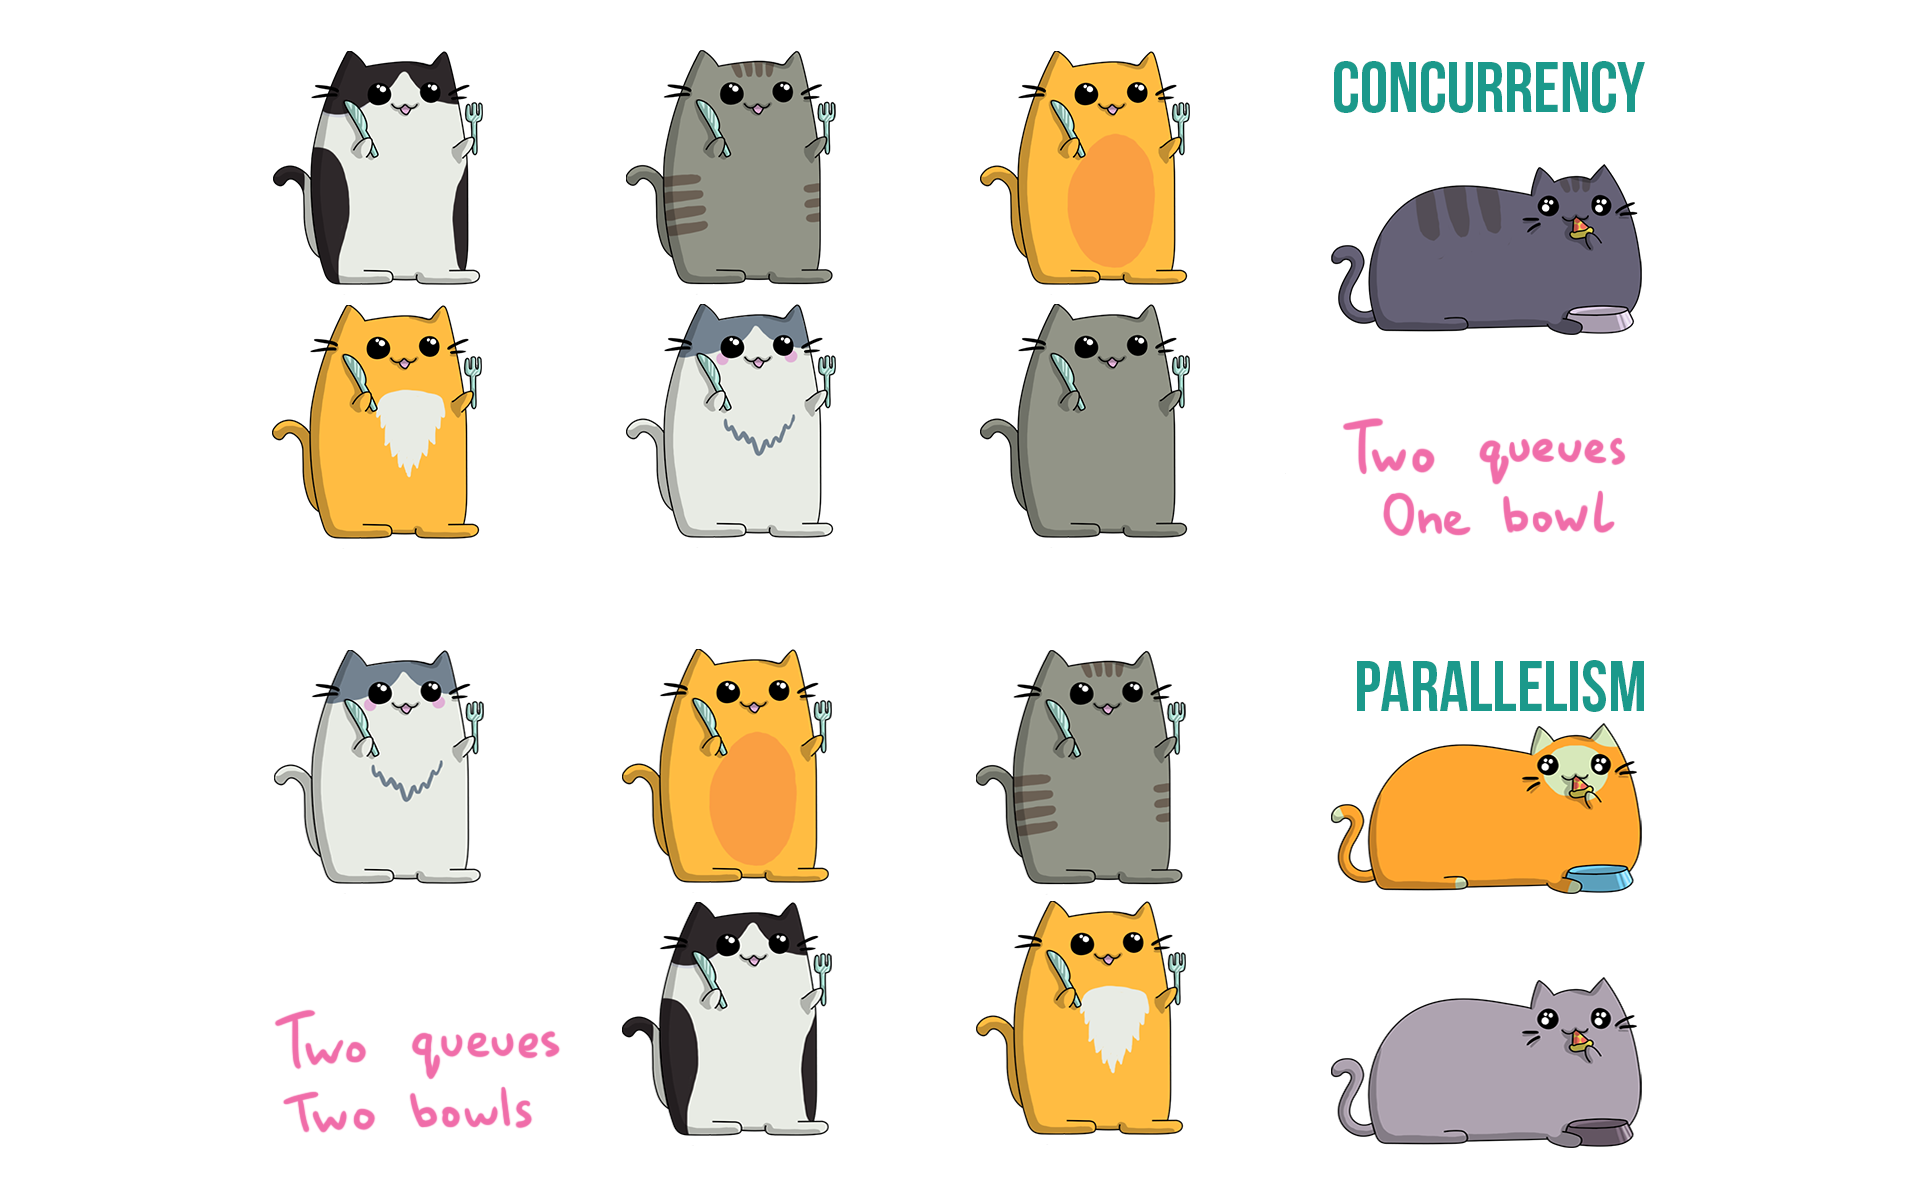 CONCURRENCY
Two queues
One bowl
PARALLELISM
Two queues
Two bowls